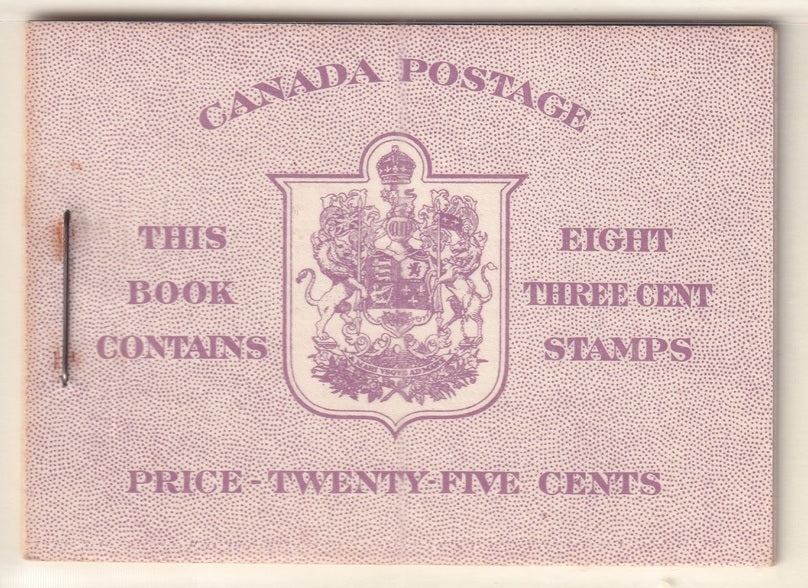 CANADA POSTAGE
THIS
BOOK
CONTAINS
EIGHT
THREE CENT
STAMPS
PRICE - TWENTY-FIVE CENTS